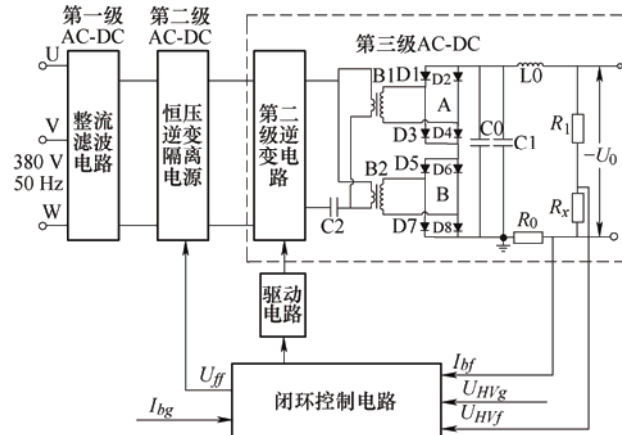 第一级
AC-DC
第二级
AC-DC
第三级AC-DC
U
V
380 V
50 Hz
W
整流
滤波
电路
恒压
逆变
隔离
电源
第二
级逆
变电
路
B1
D1
D2
A
D3
D4
B2
D5
D6
B
D7
D8
C2
C0
C1
L0
R1
Rx
R0
−U0
驱动
电路
Uff
Ibg
闭环控制电路
Ibf
UHVg
UHVf